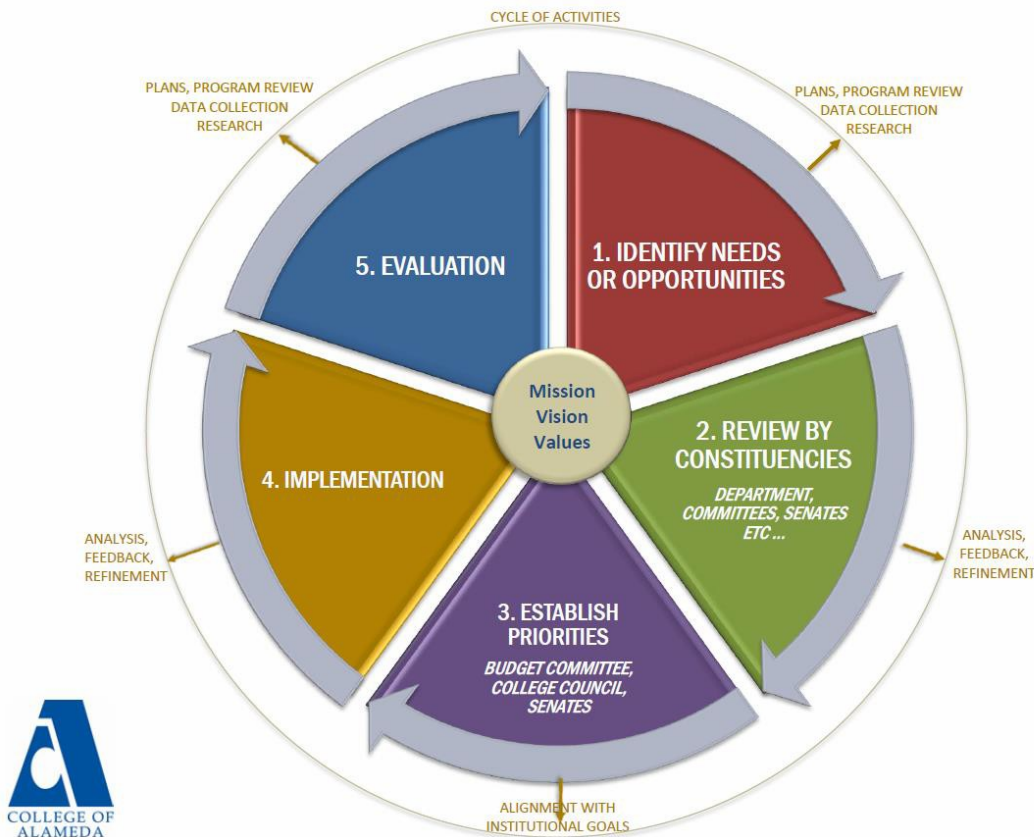 CYCLE OF ACTIVITIES
PLANS, PROGRAM REVIEW
DATA COLLECTION
RESEARCH
PLANS, PROGRAM REVIEW
DATA COLLECTION
RESEARCH
5. EVALUATION
1. IDENTIFY NEEDS
OR OPPORTUNITIES
Mission
Vision
Values
2. REVIEW BY
CONSTITUENCIES
DEPARTMENT,
COMMITTEES, SENATES
ETC ...
4. IMPLEMENTATION
ANALYSIS,
FEEDBACK,
REFINEMENT
ANALYSIS,
FEEDBACK,
REFINEMENT
3. ESTABLISH
PRIORITIES
BUDGET COMMITTEE,
COLLEGE COUNCIL,
SENATES
ALIGNMENT WITH
INSTITUTIONAL GOALS
COLLEGE OF
ALAMEDA